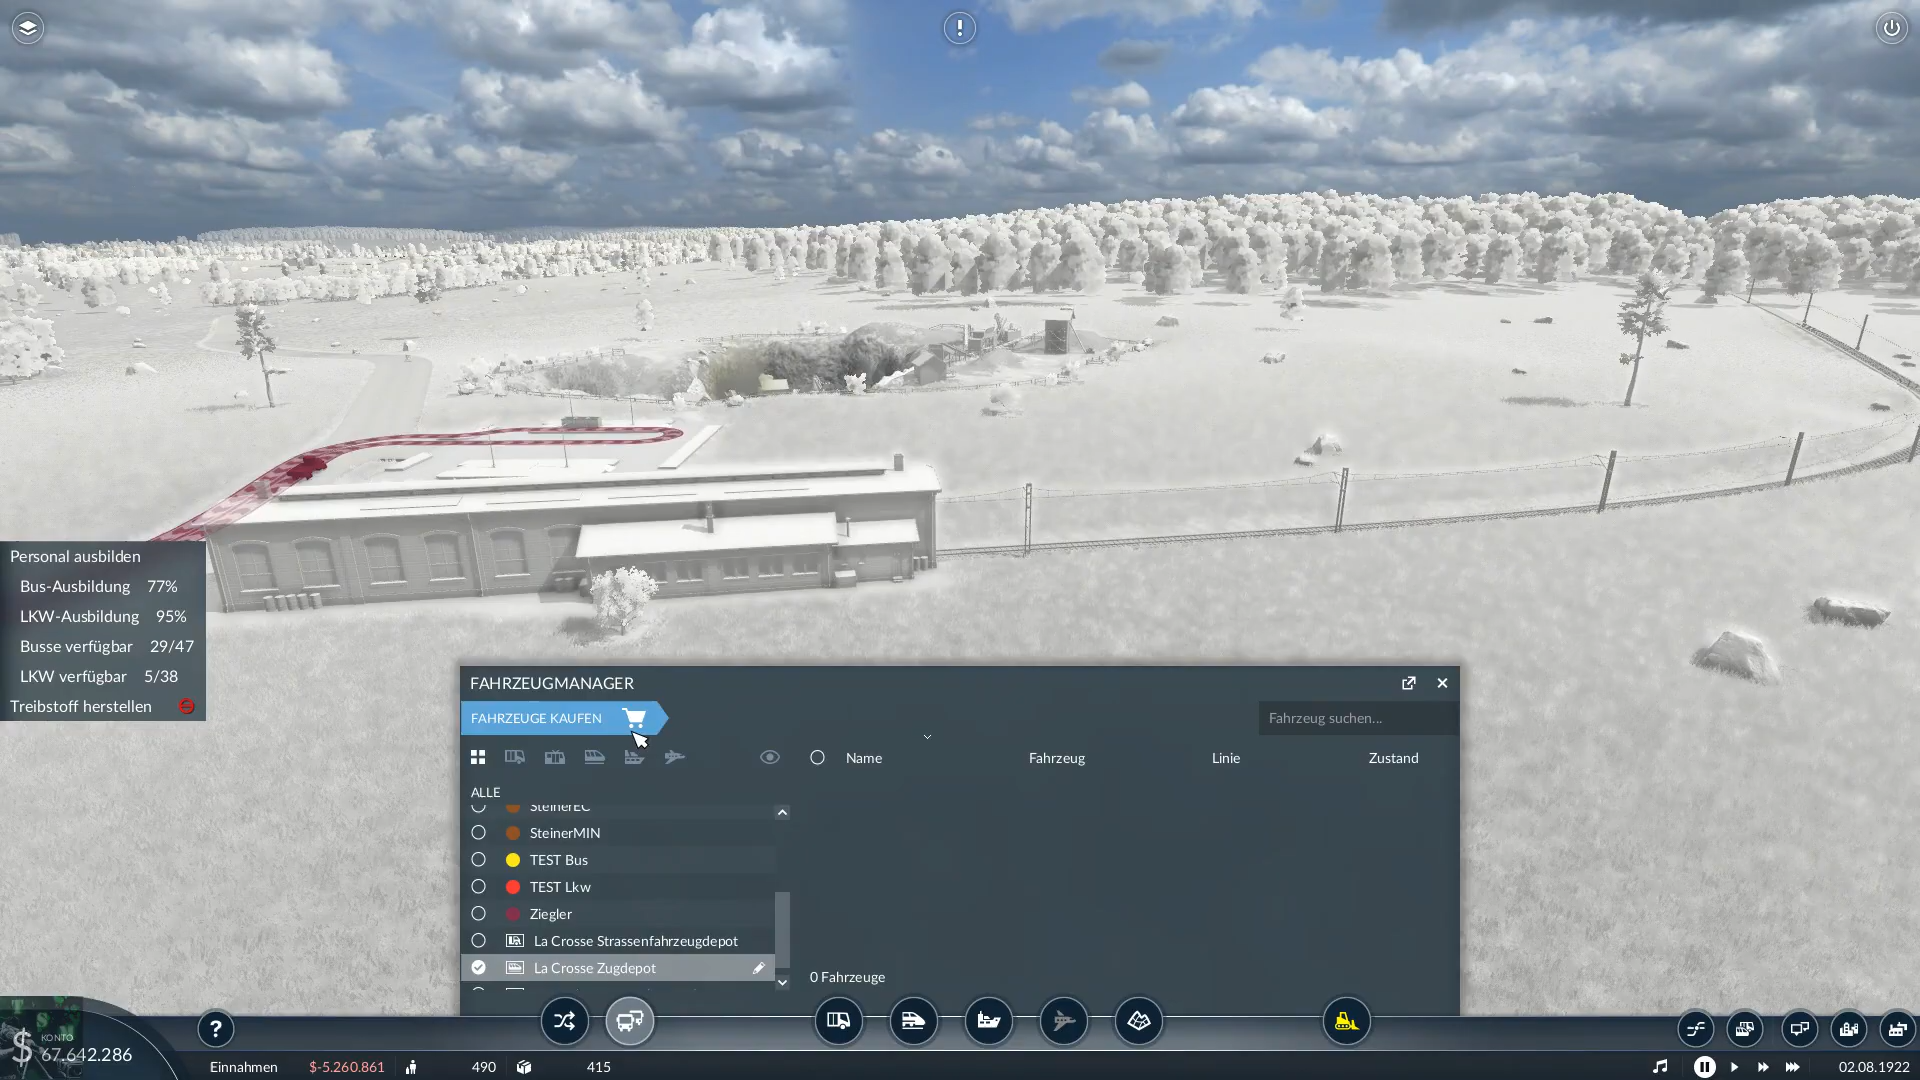 Personal ausbilden
Bus-Ausbildung 77%
LKW-Ausbildung 95%
Busse verfügbar 29/47
LKW verfügbar 5/38
Treibstoff herstellen
FAHRZEUGMANAGER
FAHRZEUGE KAUFEN
Fahrzeug suchen...
Name Fahrzeug Linie Zustand
ALLE
SteinerEC
SteinerMIN
TEST Bus
TEST Lkw
Ziegler
La Crosse Strassenfahrzeugdepot
La Crosse Zugdepot
0 Fahrzeuge
KONTO
$ 67.642.286
?
Einnahmen $-5.260.861 490 415
02.08.1922